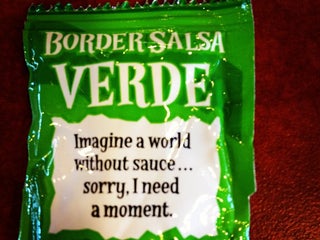 BORDER SALSA
VERDE
Imagine a world
without sauce...
sorry, I need
a moment.